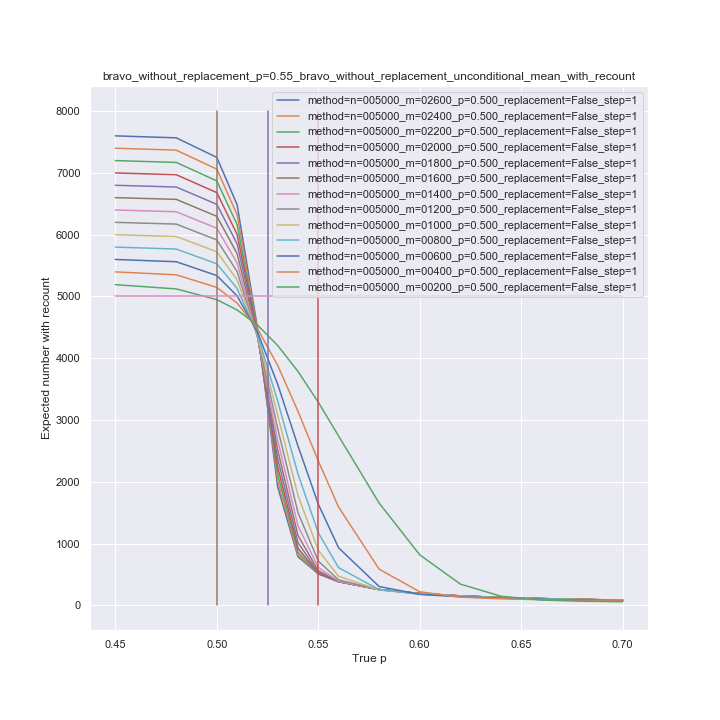 bravo_without_replacement_p=0.55_bravo_without_replacement_unconditional_mean_with_recount
method=n=005000_m=02600_p=0.500_replacement=False_step=1
method=n=005000_m=02400_p=0.500_replacement=False_step=1
method=n=005000_m=02200_p=0.500_replacement=False_step=1
method=n=005000_m=02000_p=0.500_replacement=False_step=1
method=n=005000_m=01800_p=0.500_replacement=False_step=1
method=n=005000_m=01600_p=0.500_replacement=False_step=1
method=n=005000_m=01400_p=0.500_replacement=False_step=1
method=n=005000_m=01200_p=0.500_replacement=False_step=1
method=n=005000_m=01000_p=0.500_replacement=False_step=1
method=n=005000_m=00800_p=0.500_replacement=False_step=1
method=n=005000_m=00600_p=0.500_replacement=False_step=1
method=n=005000_m=00400_p=0.500_replacement=False_step=1
method=n=005000_m=00200_p=0.500_replacement=False_step=1
8000
7000
6000
5000
4000
3000
2000
1000
0
Expected number with recount
0.45 0.50 0.55 0.60 0.65 0.70
True p